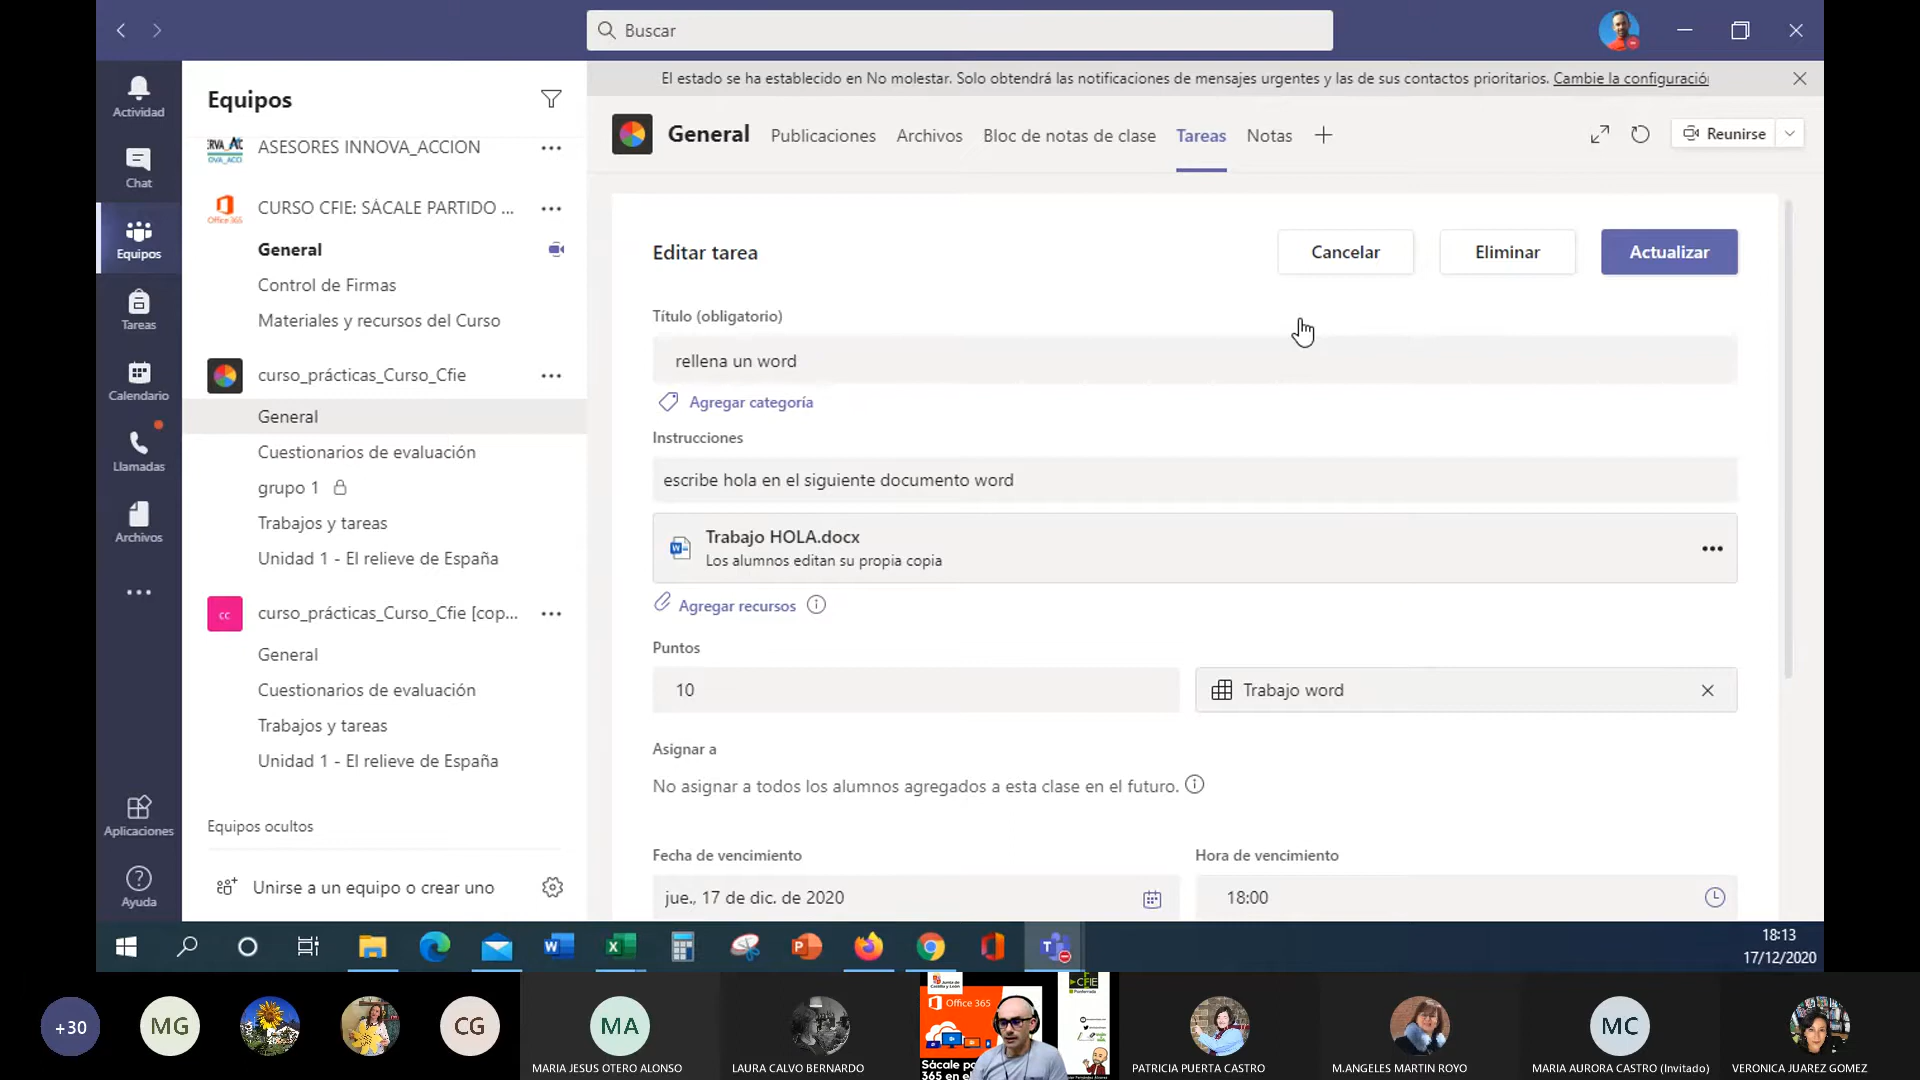 Buscar
El estado se ha establecido en No molestar. Solo obtendrá las notificaciones de mensajes urgentes y las de sus contactos prioritarios. Cambie la configuració
Actividad
Chat
Equipos
Tareas
Calendario
Llamadas
Archivos
Aplicaciones
Ayuda
Equipos
ASESORES INNOVA_ACCION
CURSO CFIE: SÁCALE PARTIDO ...
General
Control de Firmas
Materiales y recursos del Curso
curso_prácticas_Curso_Cfie
General
Cuestionarios de evaluación
grupo 1
Trabajos y tareas
Unidad 1 - El relieve de España
cc
curso_prácticas_Curso_Cfie [cop...
General
Cuestionarios de evaluación
Trabajos y tareas
Unidad 1 - El relieve de España
Equipos ocultos
Unirse a un equipo o crear uno
General
Publicaciones
Archivos
Bloc de notas de clase
Tareas
Notas
Reunirse
Editar tarea
Cancelar
Eliminar
Actualizar
Título (obligatorio)
rellena un word
Agregar categoría
Instrucciones
escribe hola en el siguiente documento word
Trabajo HOLA.docx
Los alumnos editan su propia copia
Agregar recursos
Puntos
10
Trabajo word
Asignar a
No asignar a todos los alumnos agregados a esta clase en el futuro.
Fecha de vencimiento
Hora de vencimiento
jue., 17 de dic. de 2020
18:00
18:13
17/12/2020
+30
MG
CG
MA
MARIA JESUS OTERO ALONSO
LAURA CALVO BERNARDO
Office 365
Sácale pa
365 en el
CFIE
PATRICIA PUERTA CASTRO
M.ANGELES MARTIN ROYO
MC
MARIA AURORA CASTRO (Invitado)
VERONICA JUAREZ GOMEZ